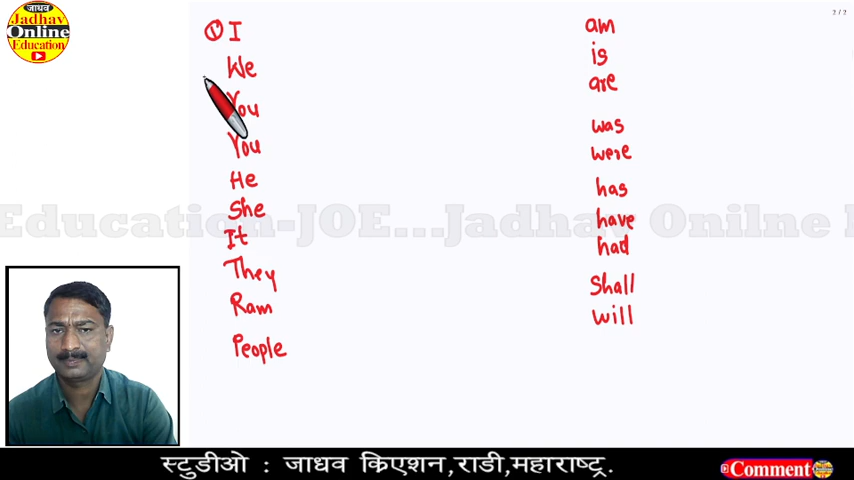 जाधव
Jadhav
Online
Education
2/2
① I
We
You
You
He
She
It
They
Ram
People
am
is
are
was
were
has
have
had
Shall
will
Education-JOE...Jadhav Onilne E
स्टुडीओ : जाधव क्रिएशन,राडी,महाराष्ट्र.
Comment